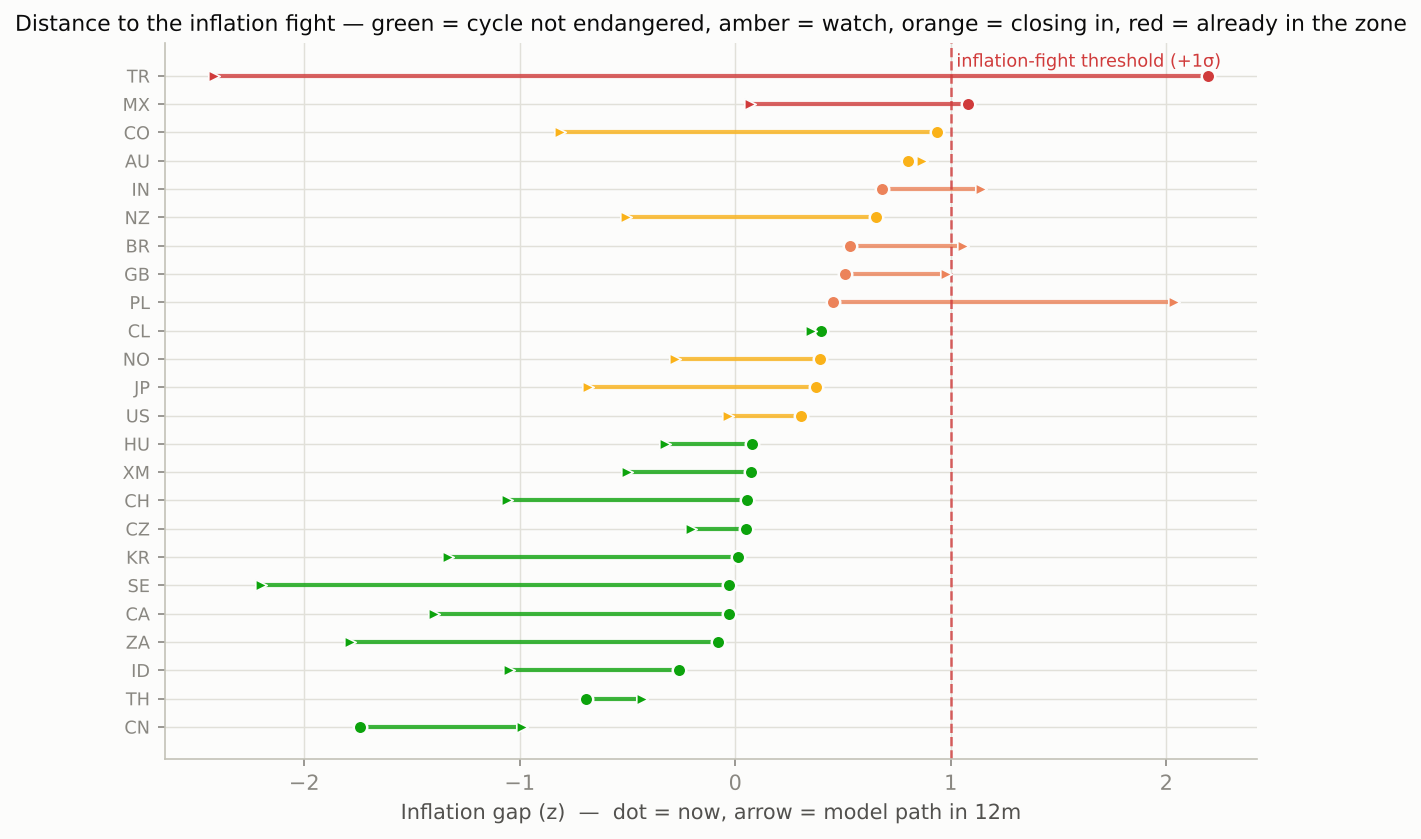 Distance to the inflation fight — green = cycle not endangered, amber = watch, orange = closing in, red = already in the zone
inflation-fight threshold (+1σ)
TR
MX
CO
AU
IN
NZ
BR
GB
PL
CL
NO
JP
US
HU
XM
CH
CZ
KR
SE
CA
ZA
ID
TH
CN
−2
−1
0
1
2
Inflation gap (z) — dot = now, arrow = model path in 12m